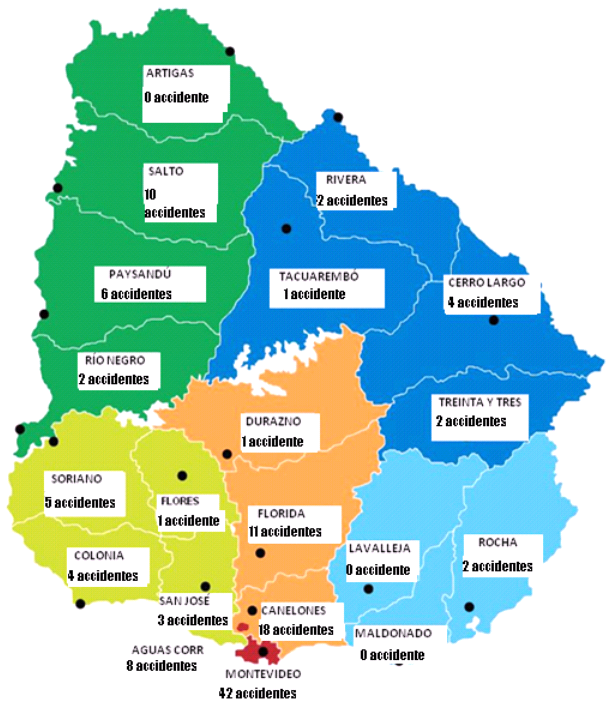 ARTIGAS
0 accidente
SALTO
10
accidentes
RIVERA
2 accidentes
PAYSANDÚ
6 accidentes
TACUAREMBÓ
1 accidente
CERRO LARGO
4 accidentes
RÍO NEGRO
2 accidentes
TREINTA Y TRES
2 accidentes
DURAZNO
1 accidente
SORIANO
5 accidentes
FLORES
1 accidente
FLORIDA
11 accidentes
COLONIA
4 accidentes
LAVALLEJA
0 accidente
ROCHA
2 accidentes
SAN JOSÉ
3 accidentes
CANELONES
18 accidentes
MALDONADO
0 accidente
AGUAS CORR
8 accidentes
MONTEVIDEO
42 accidentes